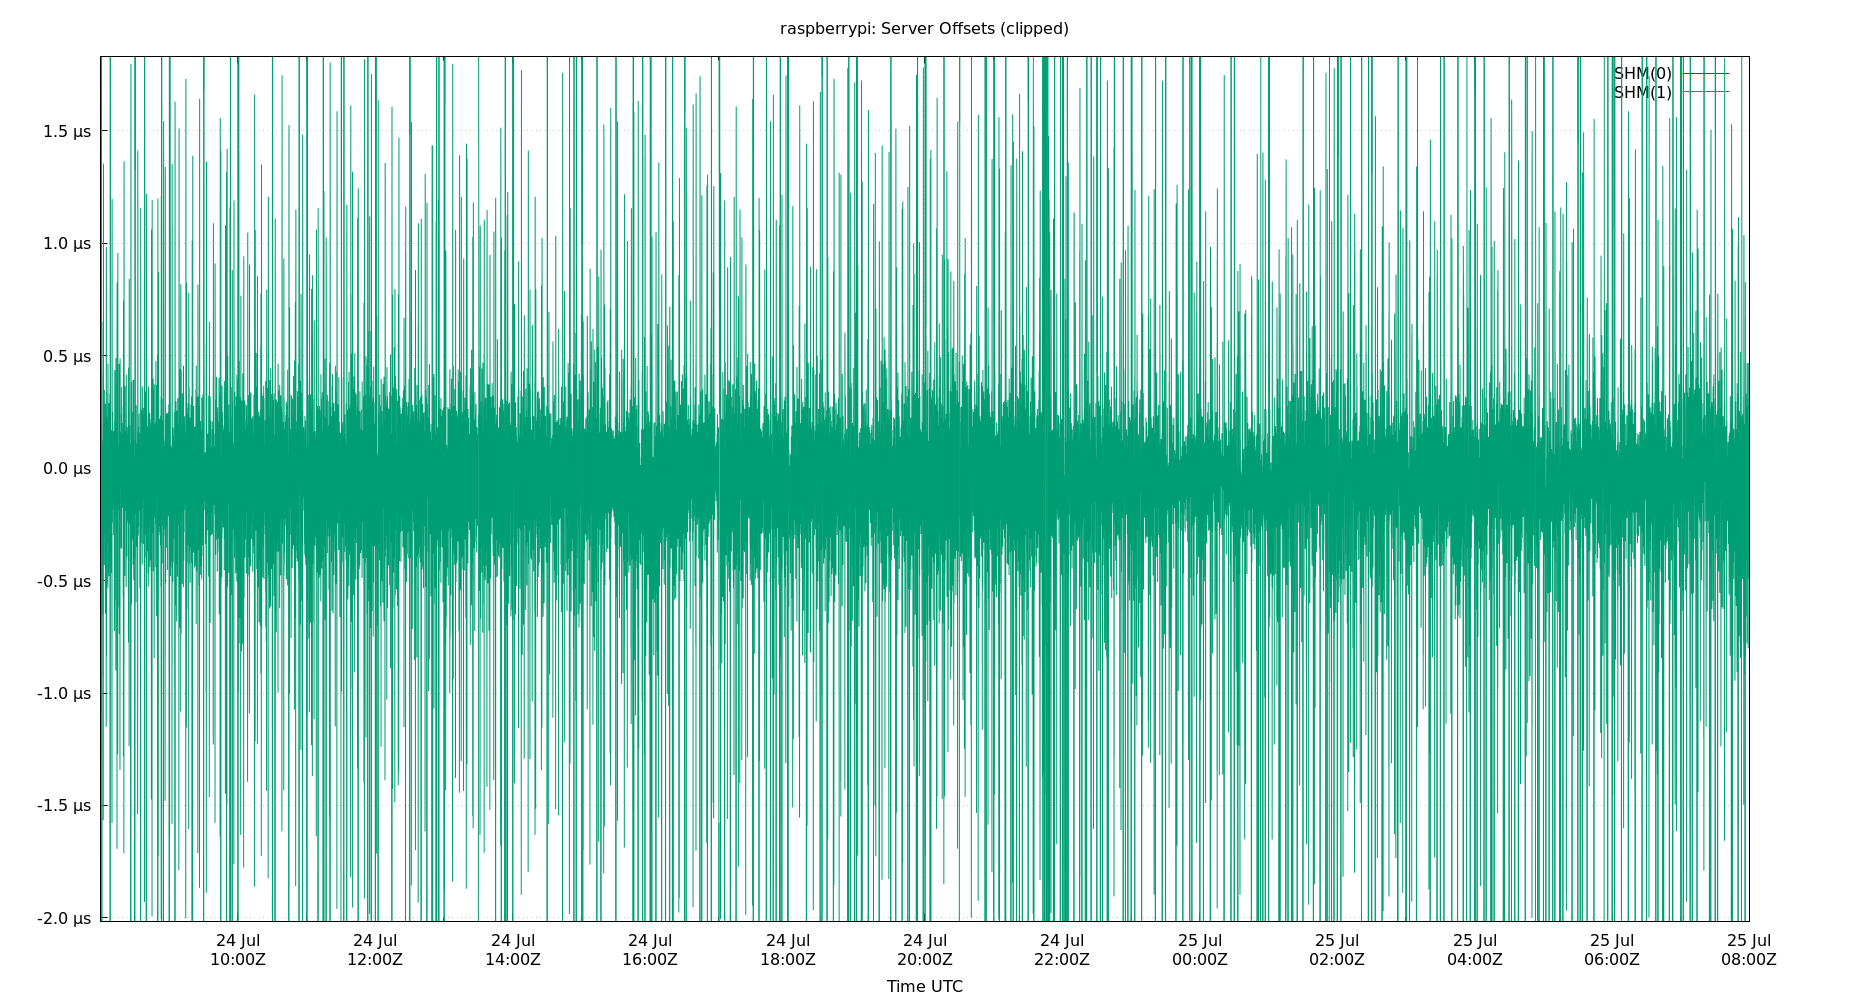 raspberrypi: Server Offsets (clipped)
SHM(0)
SHM(1)
1.5 µs
1.0 µs
0.5 µs
0.0 µs
-0.5 µs
-1.0 µs
-1.5 µs
-2.0 µs
24 Jul 24 Jul 24 Jul 24 Jul 24 Jul 24 Jul 24 Jul 25 Jul 25 Jul 25 Jul 25 Jul 25 Jul
10:00Z 12:00Z 14:00Z 16:00Z 18:00Z 20:00Z 22:00Z 00:00Z 02:00Z 04:00Z 06:00Z 08:00Z
Time UTC